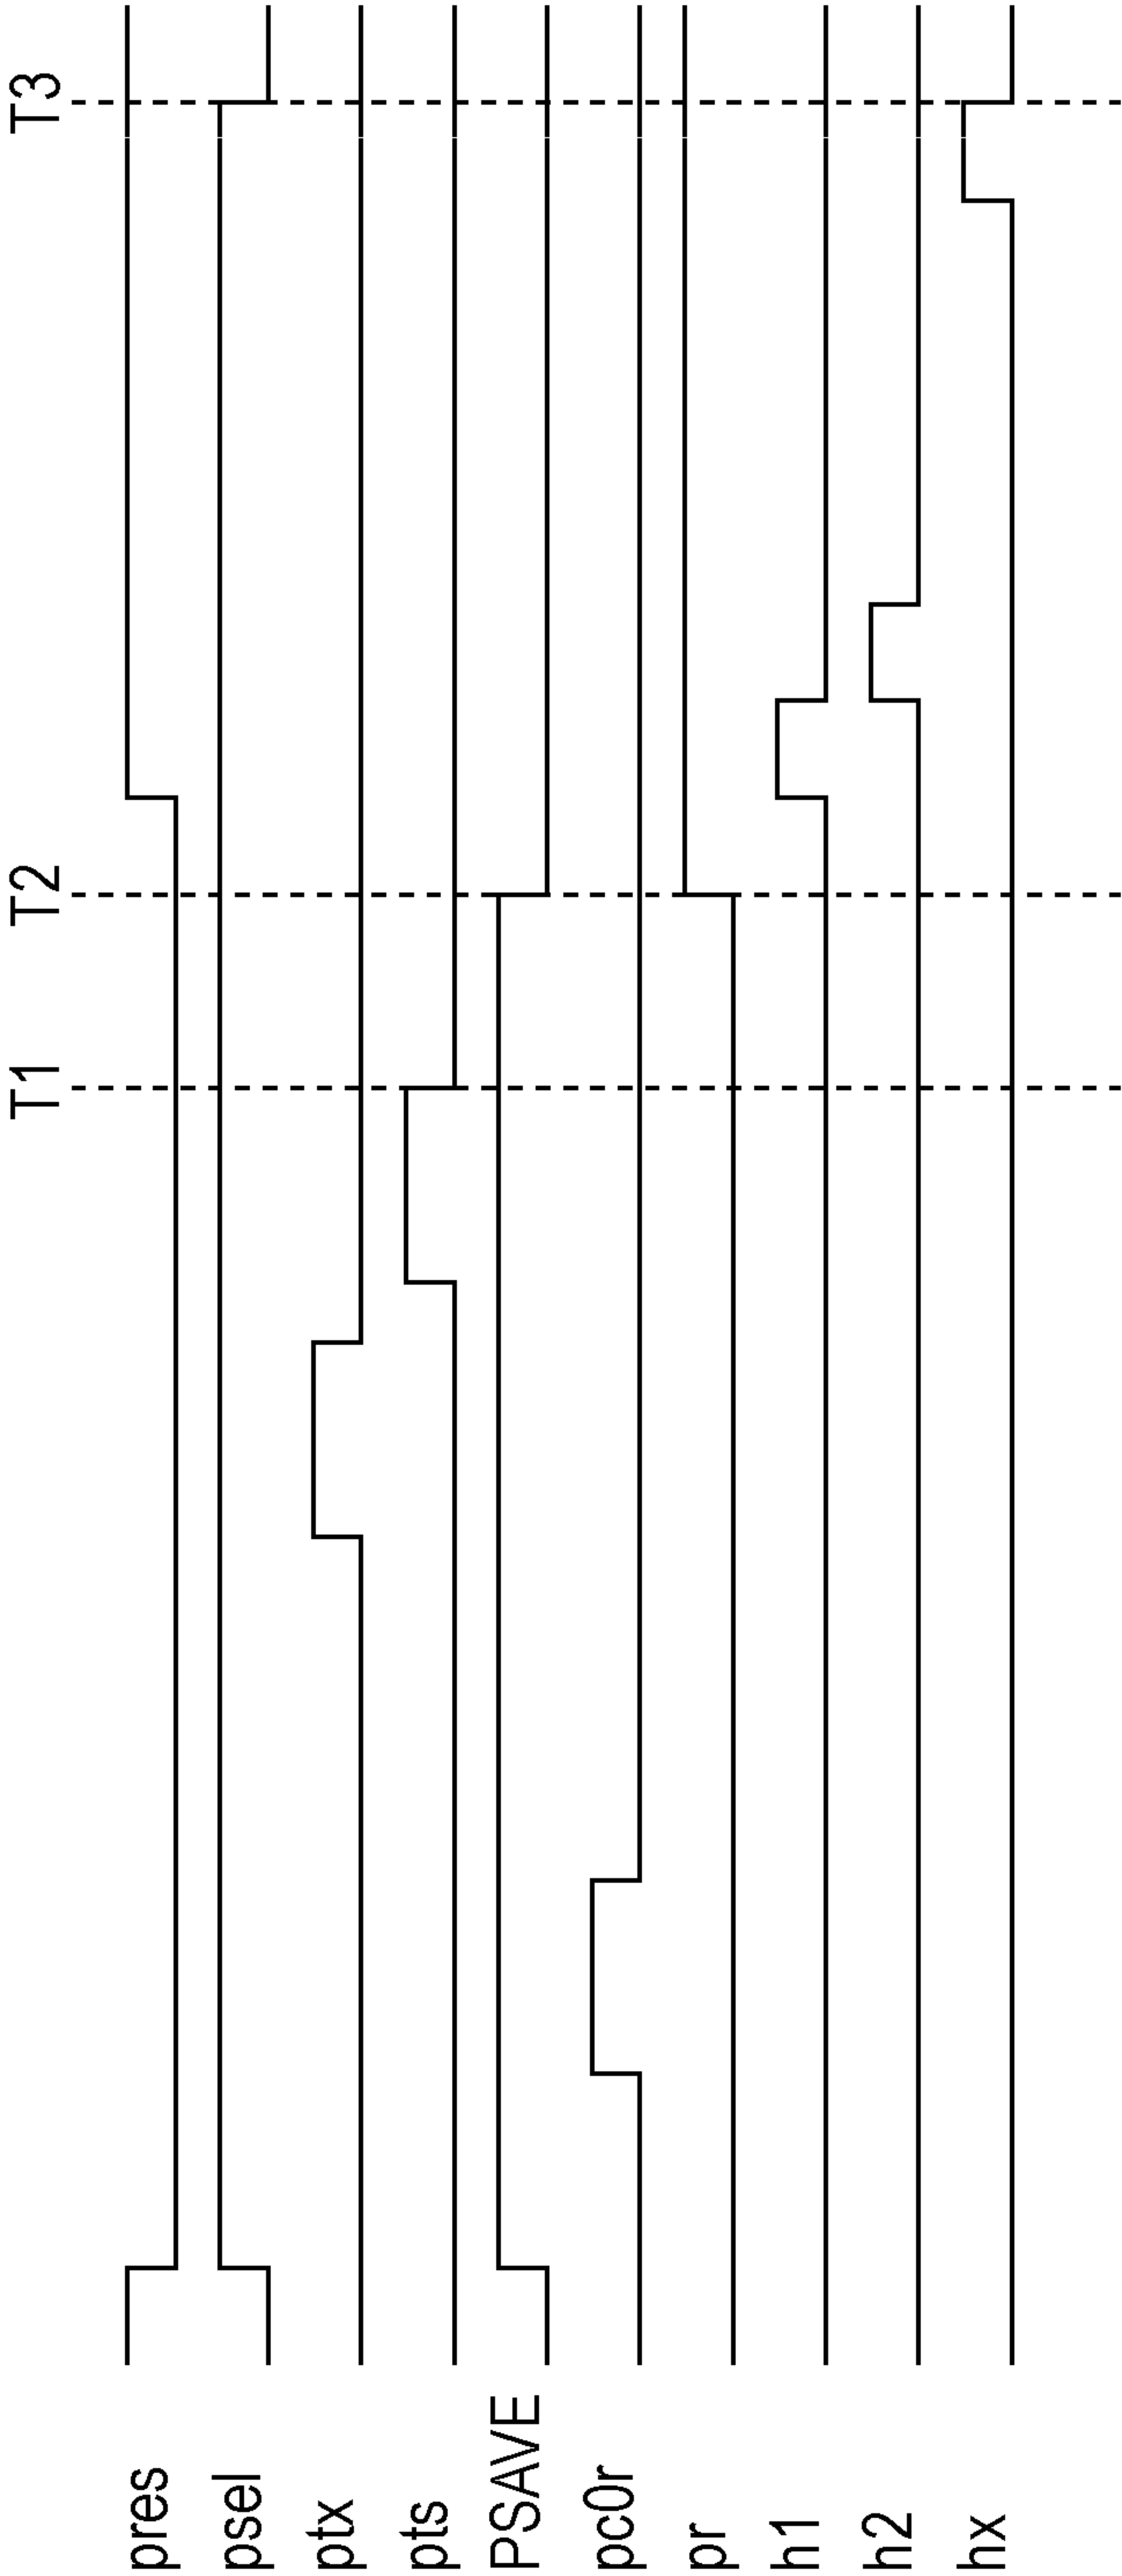 T1 T2 T3
pres
psel
ptx
pts
PSAVE
pc0r
pr
h1
h2
hx